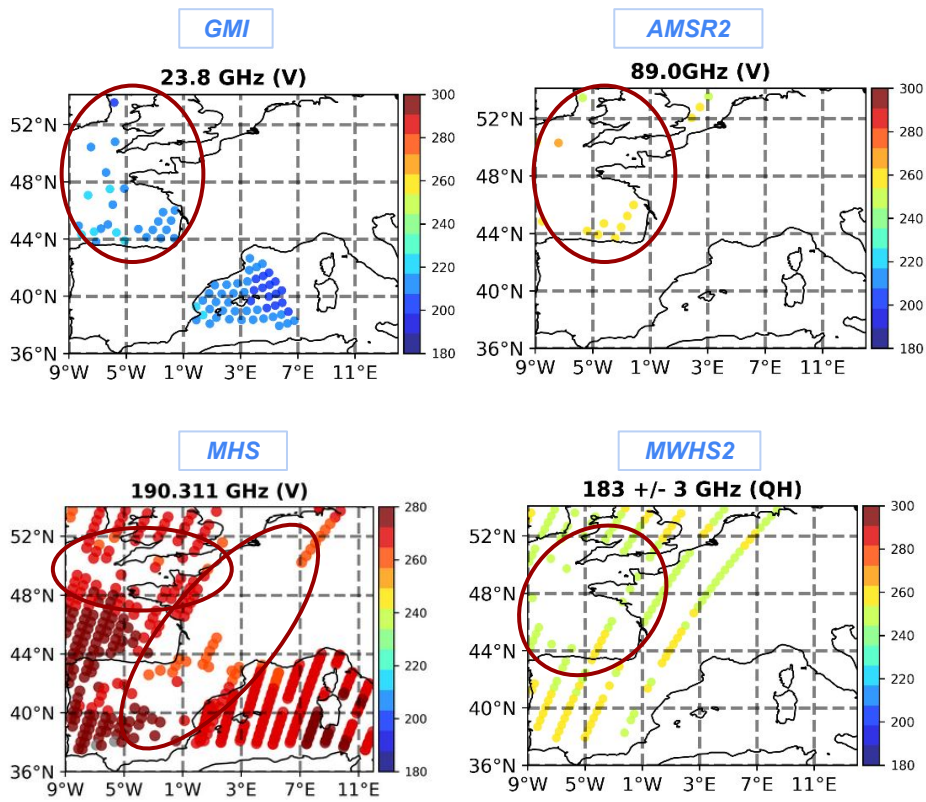 GMI
23.8 GHz (V)
52°N
48°N
44°N
40°N
36°N
9°W 5°W 1°W 3°E 7°E 11°E
300
280
260
240
220
200
180
AMSR2
89.0GHz (V)
52°N
48°N
44°N
40°N
36°N
9°W 5°W 1°W 3°E 7°E 11°E
300
280
260
240
220
200
180
MHS
190.311 GHz (V)
52°N
48°N
44°N
40°N
36°N
9°W 5°W 1°W 3°E 7°E 11°E
280
260
240
220
200
180
MWHS2
183 +/- 3 GHz (QH)
52°N
48°N
44°N
40°N
36°N
9°W 5°W 1°W 3°E 7°E 11°E
300
280
260
240
220
200
180